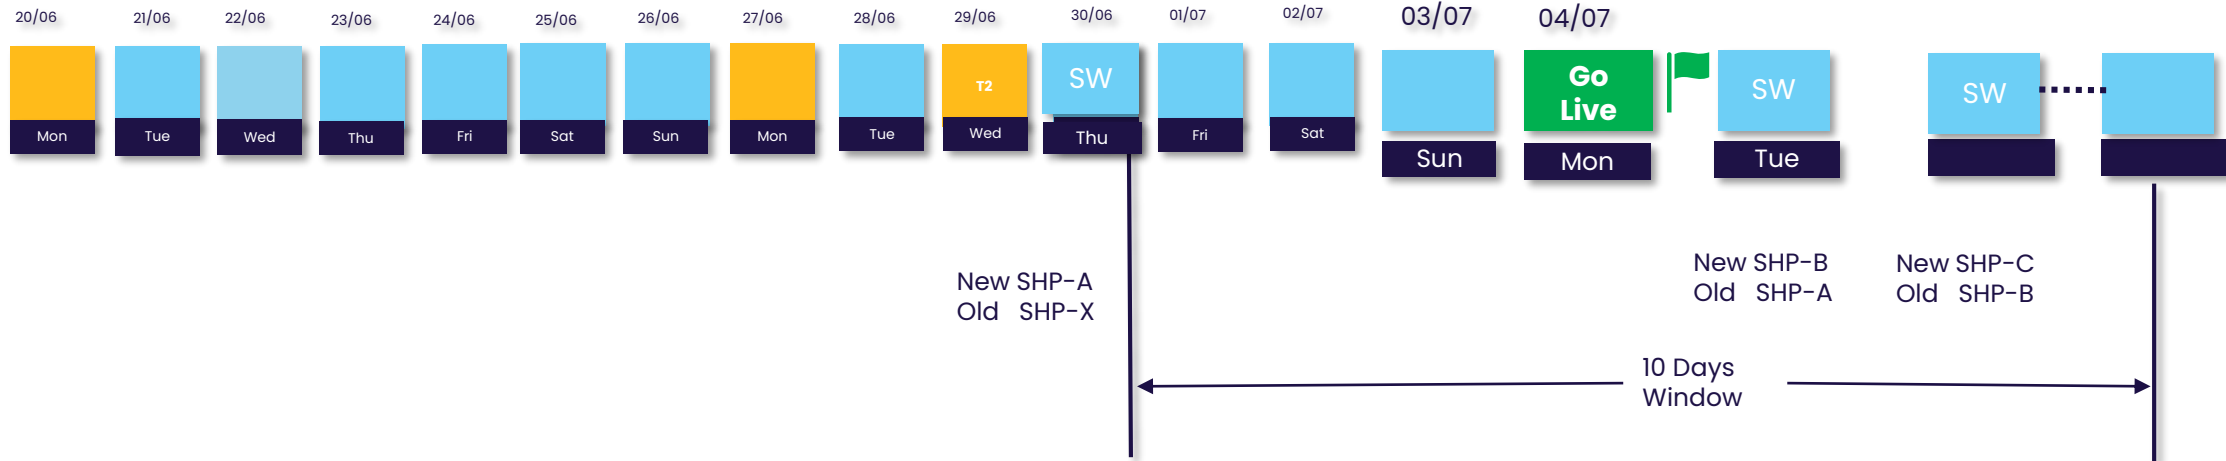 20/06 21/06 22/06 23/06 24/06 25/06 26/06 27/06 28/06 29/06 30/06 01/07 02/07 03/07 04/07
T2 SW Go Live SW SW
Mon Tue Wed Thu Fri Sat Sun Mon Tue Wed Thu Fri Sat Sun Mon Tue
New SHP-A
Old SHP-X
New SHP-B
Old SHP-A
New SHP-C
Old SHP-B
10 Days
Window